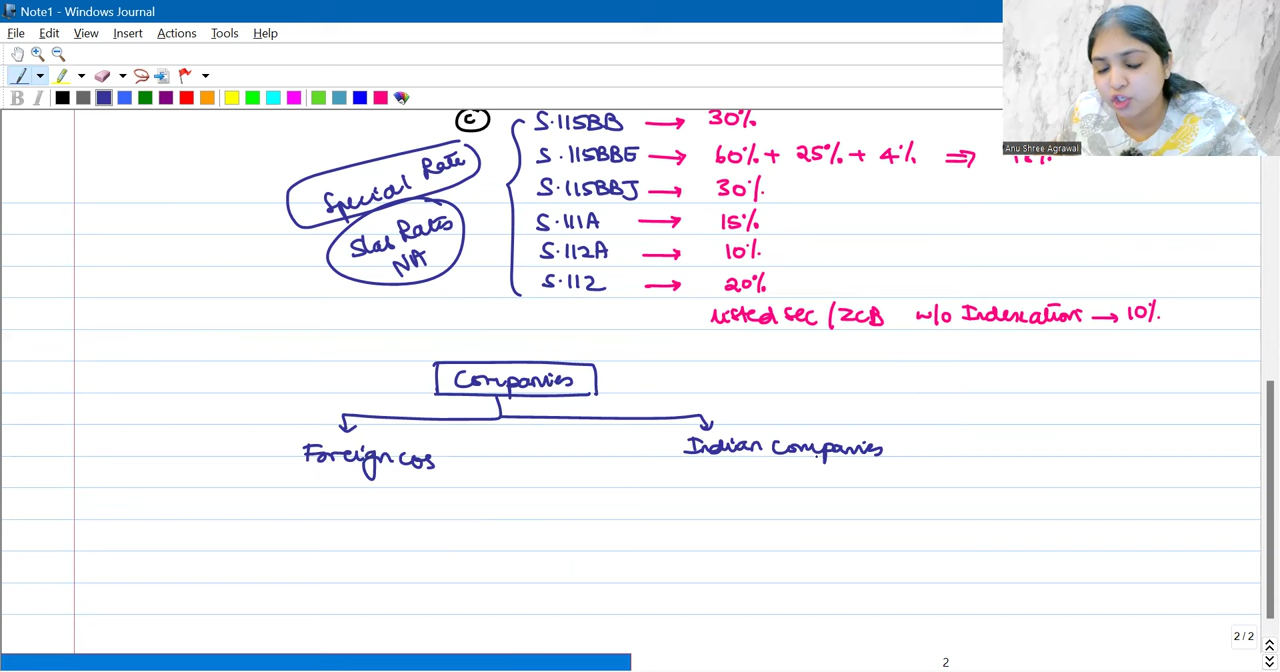 Note1 - Windows Journal
File Edit View Insert Actions Tools Help
B I
C
S.115BB → 30%
S.115BBE → 60% + 25% + 4% ⇒
S.115BBJ → 30%
S.111A → 15%
S.112A → 10%
S.112 → 20%
Special Rate
Slab Rates
NA
listed sec / ZCB w/o Indexation → 10%
Companies
Foreign cos
Indian companies
Anu Shree Agrawal
2 / 2
2